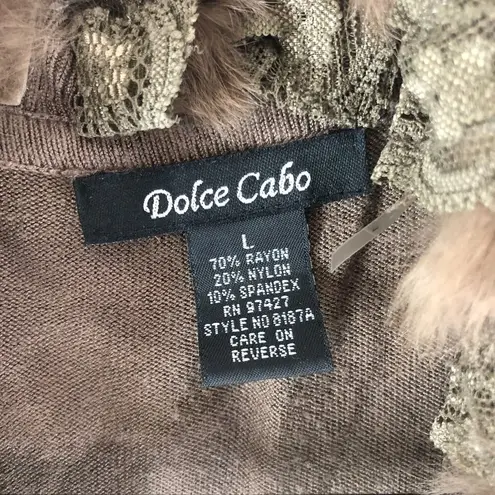 Dolce Cabo
L
70% RAYON
20% NYLON
10% SPANDEX
RN 97427
STYLE NO 8187A
CARE ON
REVERSE